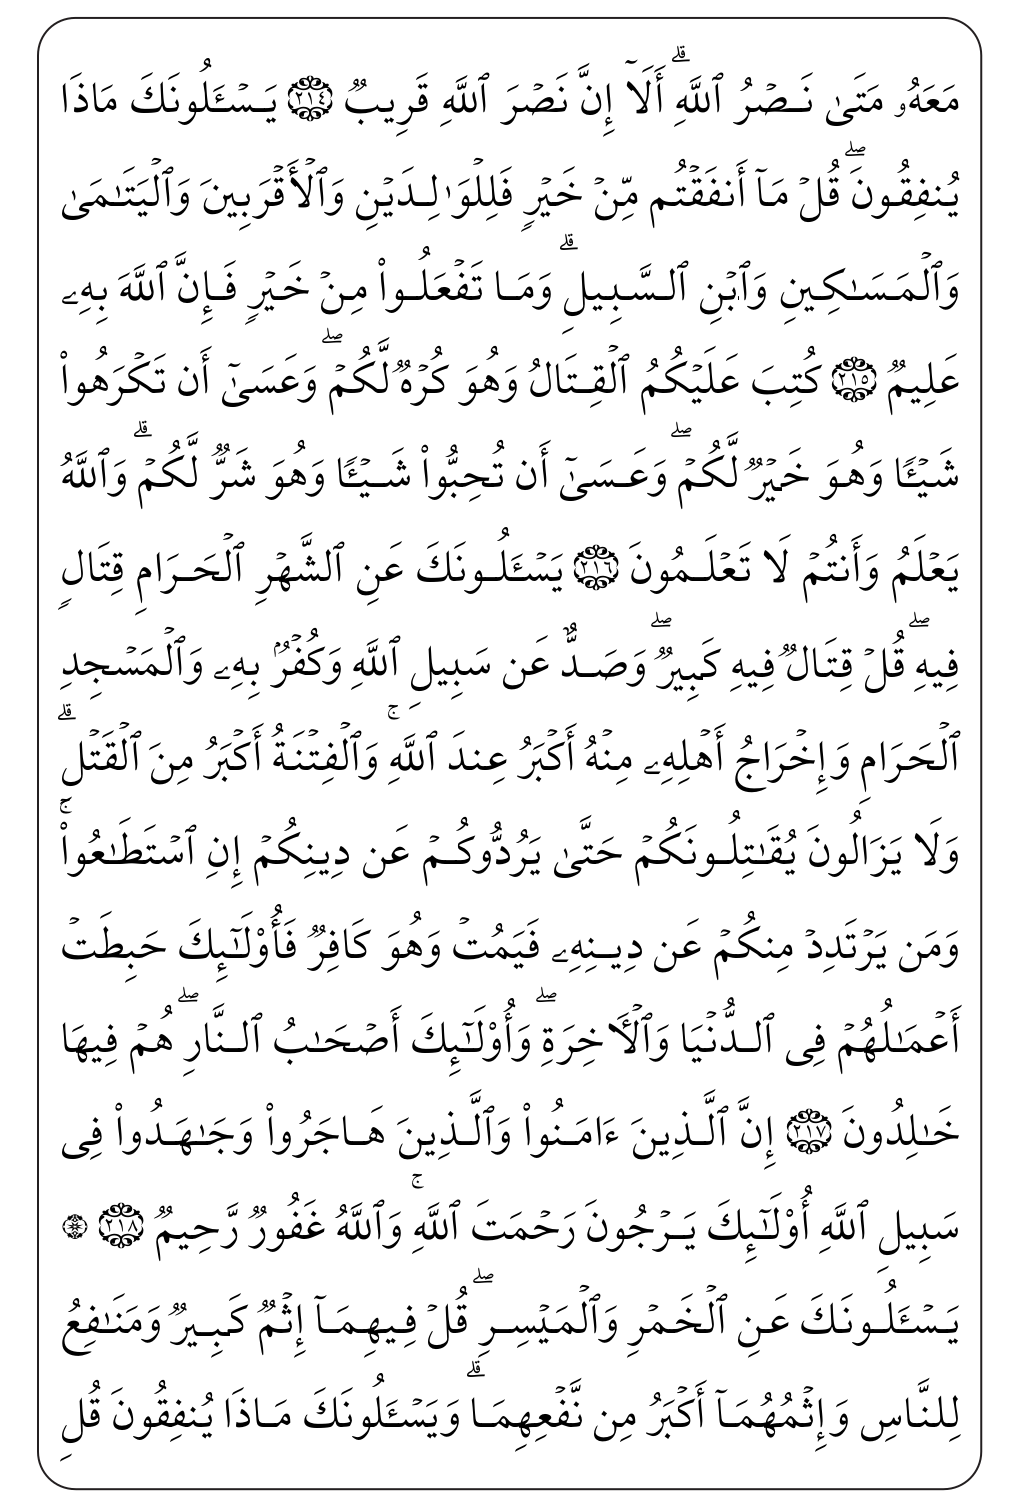 مَعَهُۥ مَتَىٰ نَصۡرُ ٱللَّهِۗ أَلَآ إِنَّ نَصۡرَ ٱللَّهِ قَرِيبٞ ٢١٤ يَسۡـَٔلُونَكَ مَاذَا
يُنفِقُونَۖ قُلۡ مَآ أَنفَقۡتُم مِّنۡ خَيۡرٖ فَلِلۡوَٰلِدَيۡنِ وَٱلۡأَقۡرَبِينَ وَٱلۡيَتَٰمَىٰ
وَٱلۡمَسَٰكِينِ وَٱبۡنِ ٱلسَّبِيلِۗ وَمَا تَفۡعَلُواْ مِنۡ خَيۡرٖ فَإِنَّ ٱللَّهَ بِهِۦ
عَلِيمٞ ٢١٥ كُتِبَ عَلَيۡكُمُ ٱلۡقِتَالُ وَهُوَ كُرۡهٞ لَّكُمۡۖ وَعَسَىٰٓ أَن تَكۡرَهُواْ
شَيۡـٔٗا وَهُوَ خَيۡرٞ لَّكُمۡۖ وَعَسَىٰٓ أَن تُحِبُّواْ شَيۡـٔٗا وَهُوَ شَرّٞ لَّكُمۡۗ وَٱللَّهُ
يَعۡلَمُ وَأَنتُمۡ لَا تَعۡلَمُونَ ٢١٦ يَسۡـَٔلُونَكَ عَنِ ٱلشَّهۡرِ ٱلۡحَرَامِ قِتَالٖ
فِيهِۖ قُلۡ قِتَالٞ فِيهِ كَبِيرٞۖ وَصَدٌّ عَن سَبِيلِ ٱللَّهِ وَكُفۡرُۢ بِهِۦ وَٱلۡمَسۡجِدِ
ٱلۡحَرَامِ وَإِخۡرَاجُ أَهۡلِهِۦ مِنۡهُ أَكۡبَرُ عِندَ ٱللَّهِۚ وَٱلۡفِتۡنَةُ أَكۡبَرُ مِنَ ٱلۡقَتۡلِۗ
وَلَا يَزَالُونَ يُقَٰتِلُونَكُمۡ حَتَّىٰ يَرُدُّوكُمۡ عَن دِينِكُمۡ إِنِ ٱسۡتَطَٰعُواْۚ
وَمَن يَرۡتَدِدۡ مِنكُمۡ عَن دِينِهِۦ فَيَمُتۡ وَهُوَ كَافِرٞ فَأُوْلَٰٓئِكَ حَبِطَتۡ
أَعۡمَٰلُهُمۡ فِي ٱلدُّنۡيَا وَٱلۡأٓخِرَةِۖ وَأُوْلَٰٓئِكَ أَصۡحَٰبُ ٱلنَّارِۖ هُمۡ فِيهَا
خَٰلِدُونَ ٢١٧ إِنَّ ٱلَّذِينَ ءَامَنُواْ وَٱلَّذِينَ هَاجَرُواْ وَجَٰهَدُواْ فِي
سَبِيلِ ٱللَّهِ أُوْلَٰٓئِكَ يَرۡجُونَ رَحۡمَتَ ٱللَّهِۚ وَٱللَّهُ غَفُورٞ رَّحِيمٞ ٢١٨ ۞
يَسۡـَٔلُونَكَ عَنِ ٱلۡخَمۡرِ وَٱلۡمَيۡسِرِۖ قُلۡ فِيهِمَآ إِثۡمٞ كَبِيرٞ وَمَنَٰفِعُ
لِلنَّاسِ وَإِثۡمُهُمَآ أَكۡبَرُ مِن نَّفۡعِهِمَاۗ وَيَسۡـَٔلُونَكَ مَاذَا يُنفِقُونَ قُلِ